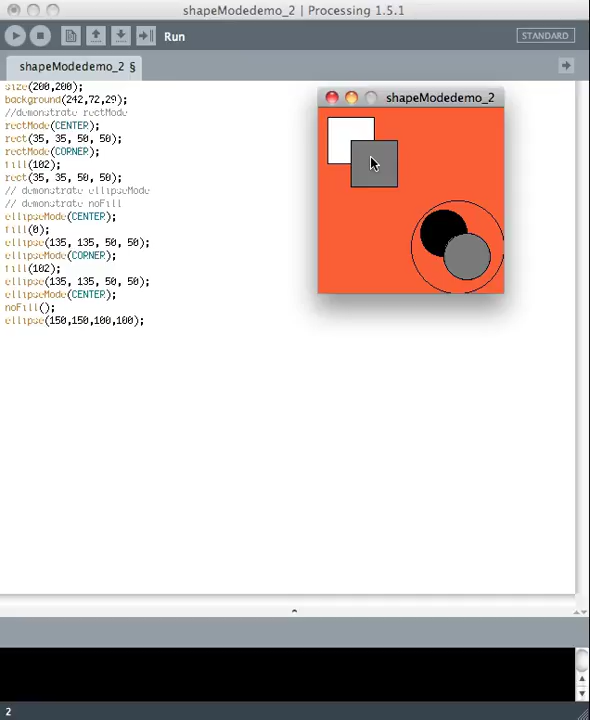 shapeModedemo_2 | Processing 1.5.1
Run
STANDARD
shapeModedemo_2 §
shapeModedemo_2
size(200,200);
background(242,72,29);
//demonstrate rectMode
rectMode(CENTER);
rect(35, 35, 50, 50);
rectMode(CORNER);
fill(102);
rect(35, 35, 50, 50);
// demonstrate ellipseMode
// demonstrate noFill
ellipseMode(CENTER);
fill(0);
ellipse(135, 135, 50, 50);
ellipseMode(CORNER);
fill(102);
ellipse(135, 135, 50, 50);
ellipseMode(CENTER);
noFill();
ellipse(150,150,100,100);
2